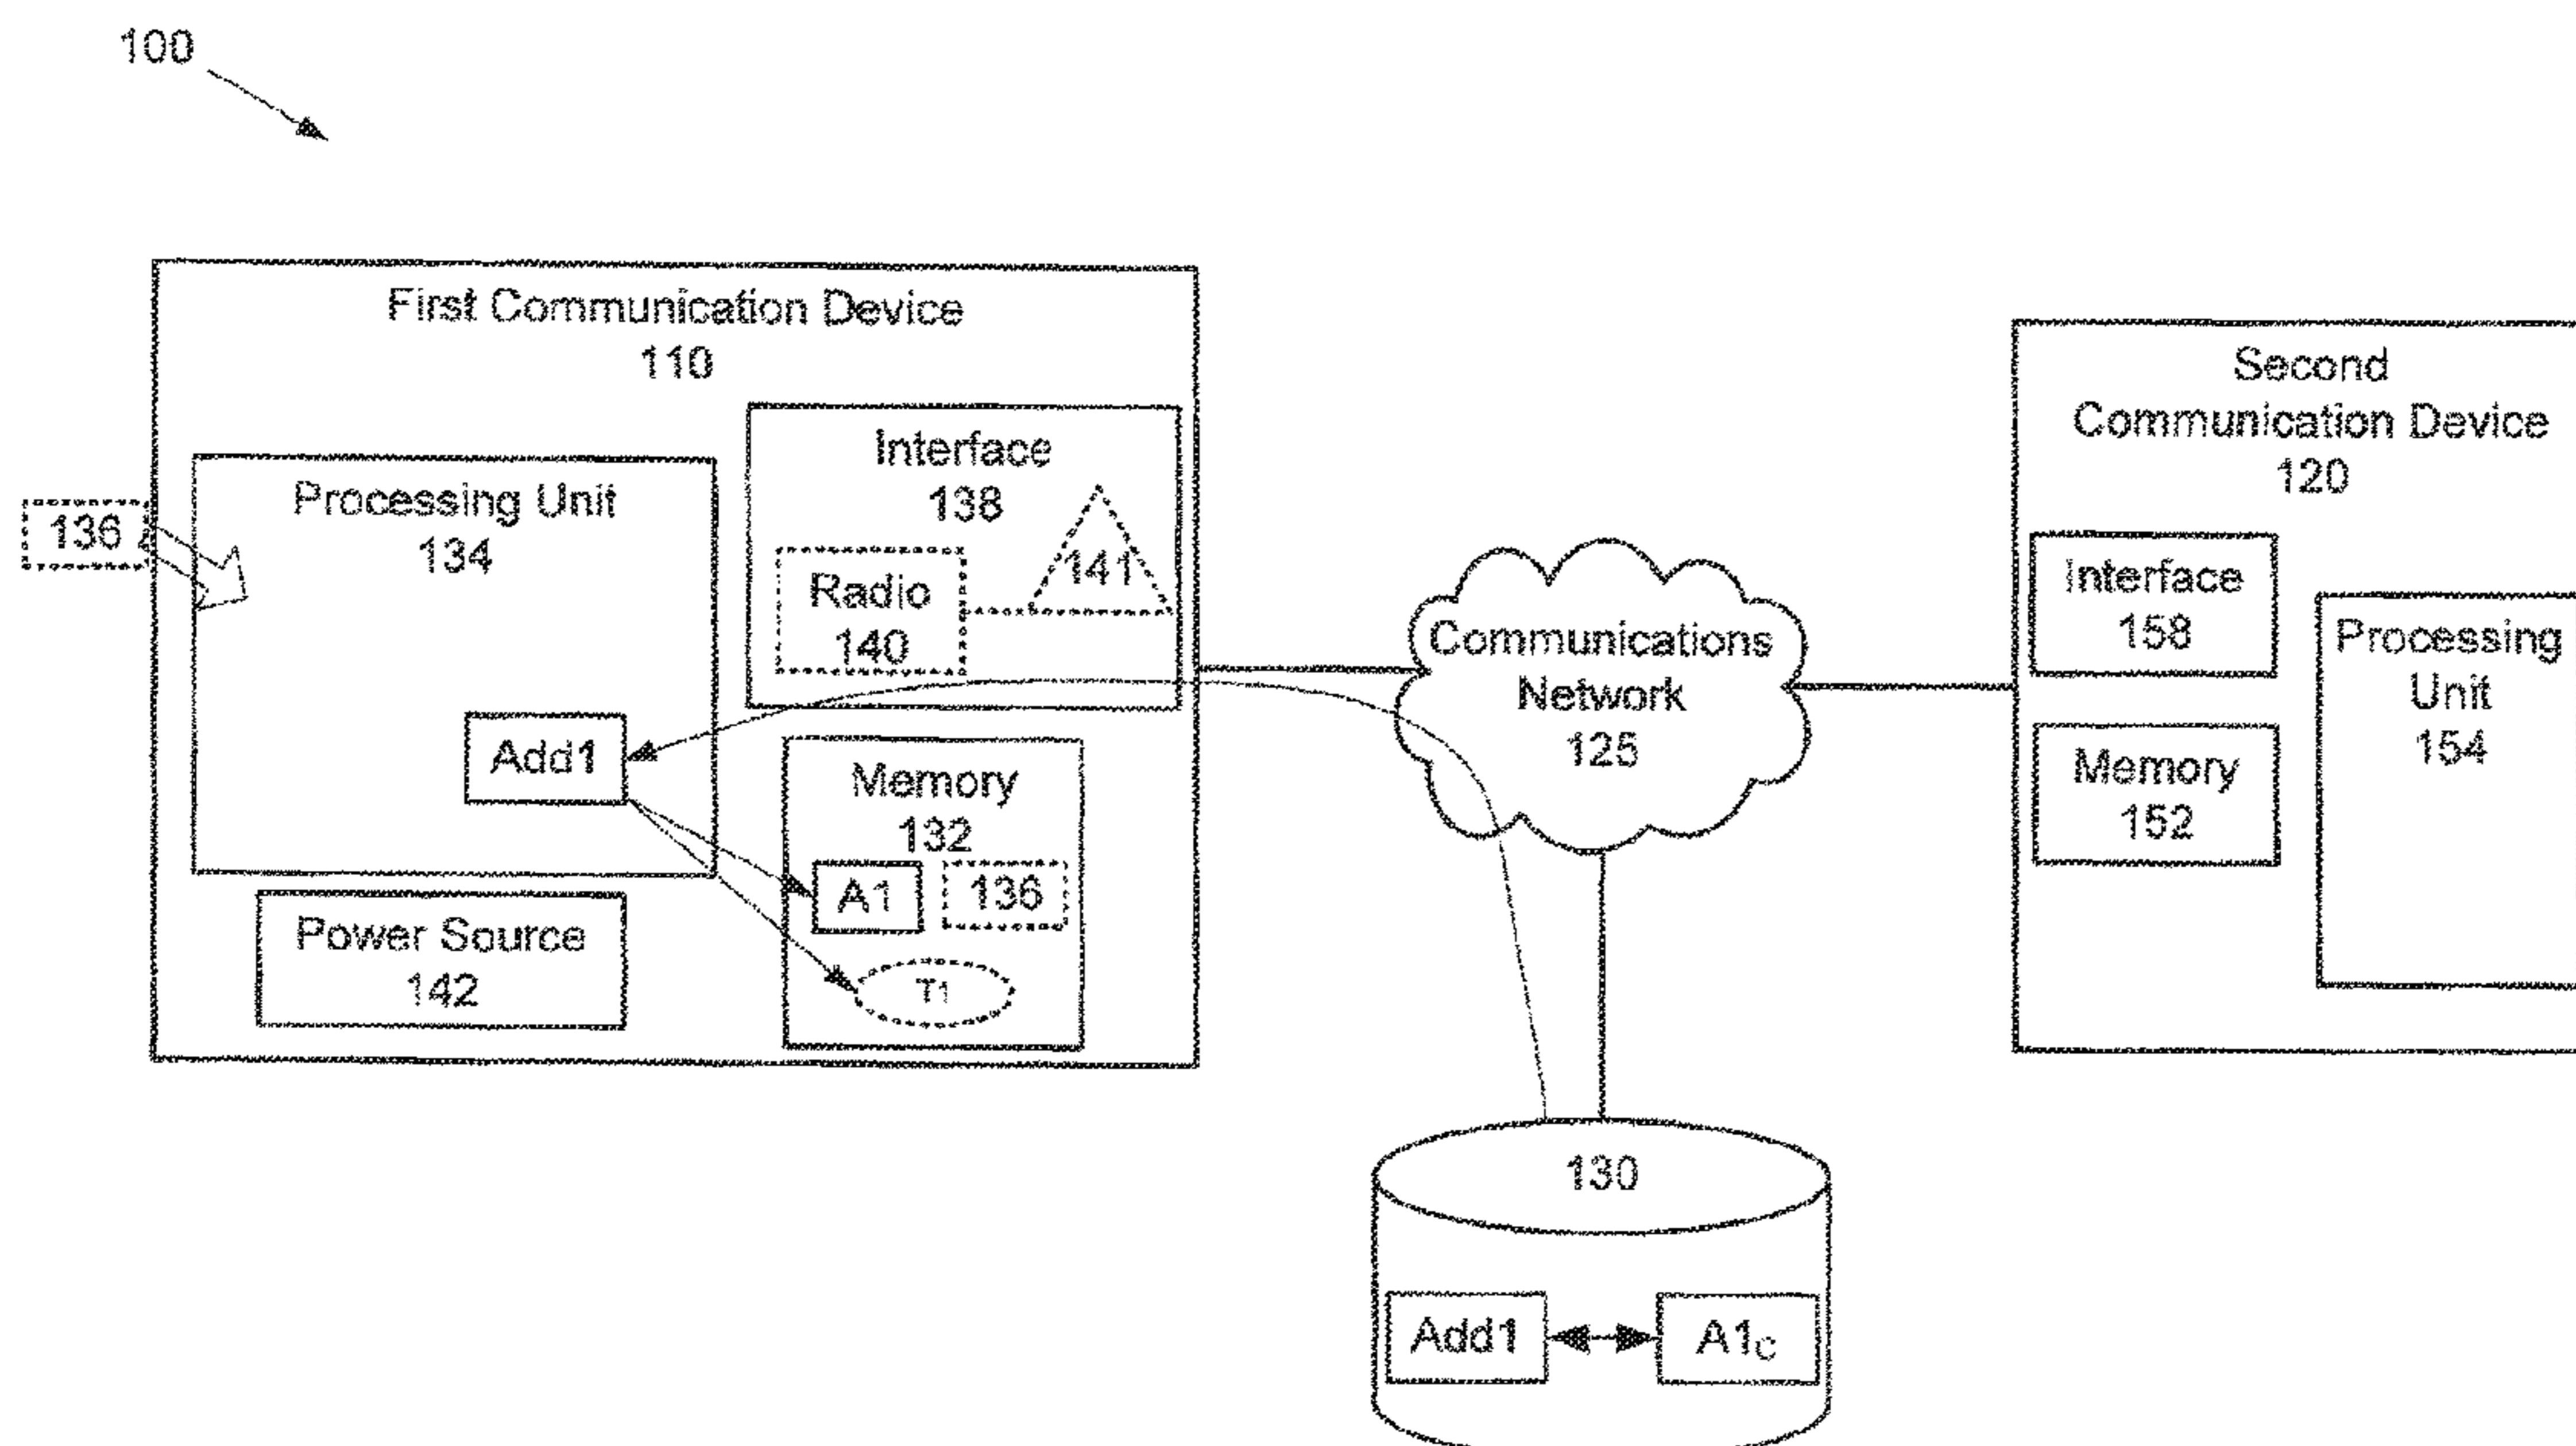 100
First Communication Device
110
136
Processing Unit
134
Add1
Power Source
142
Interface
138
Radio
140
141
Memory
132
A1
136
T1
Communications
Network
125
130
Add1
A1c
Second
Communication Device
120
Interface
158
Memory
152
Processing
Unit
154